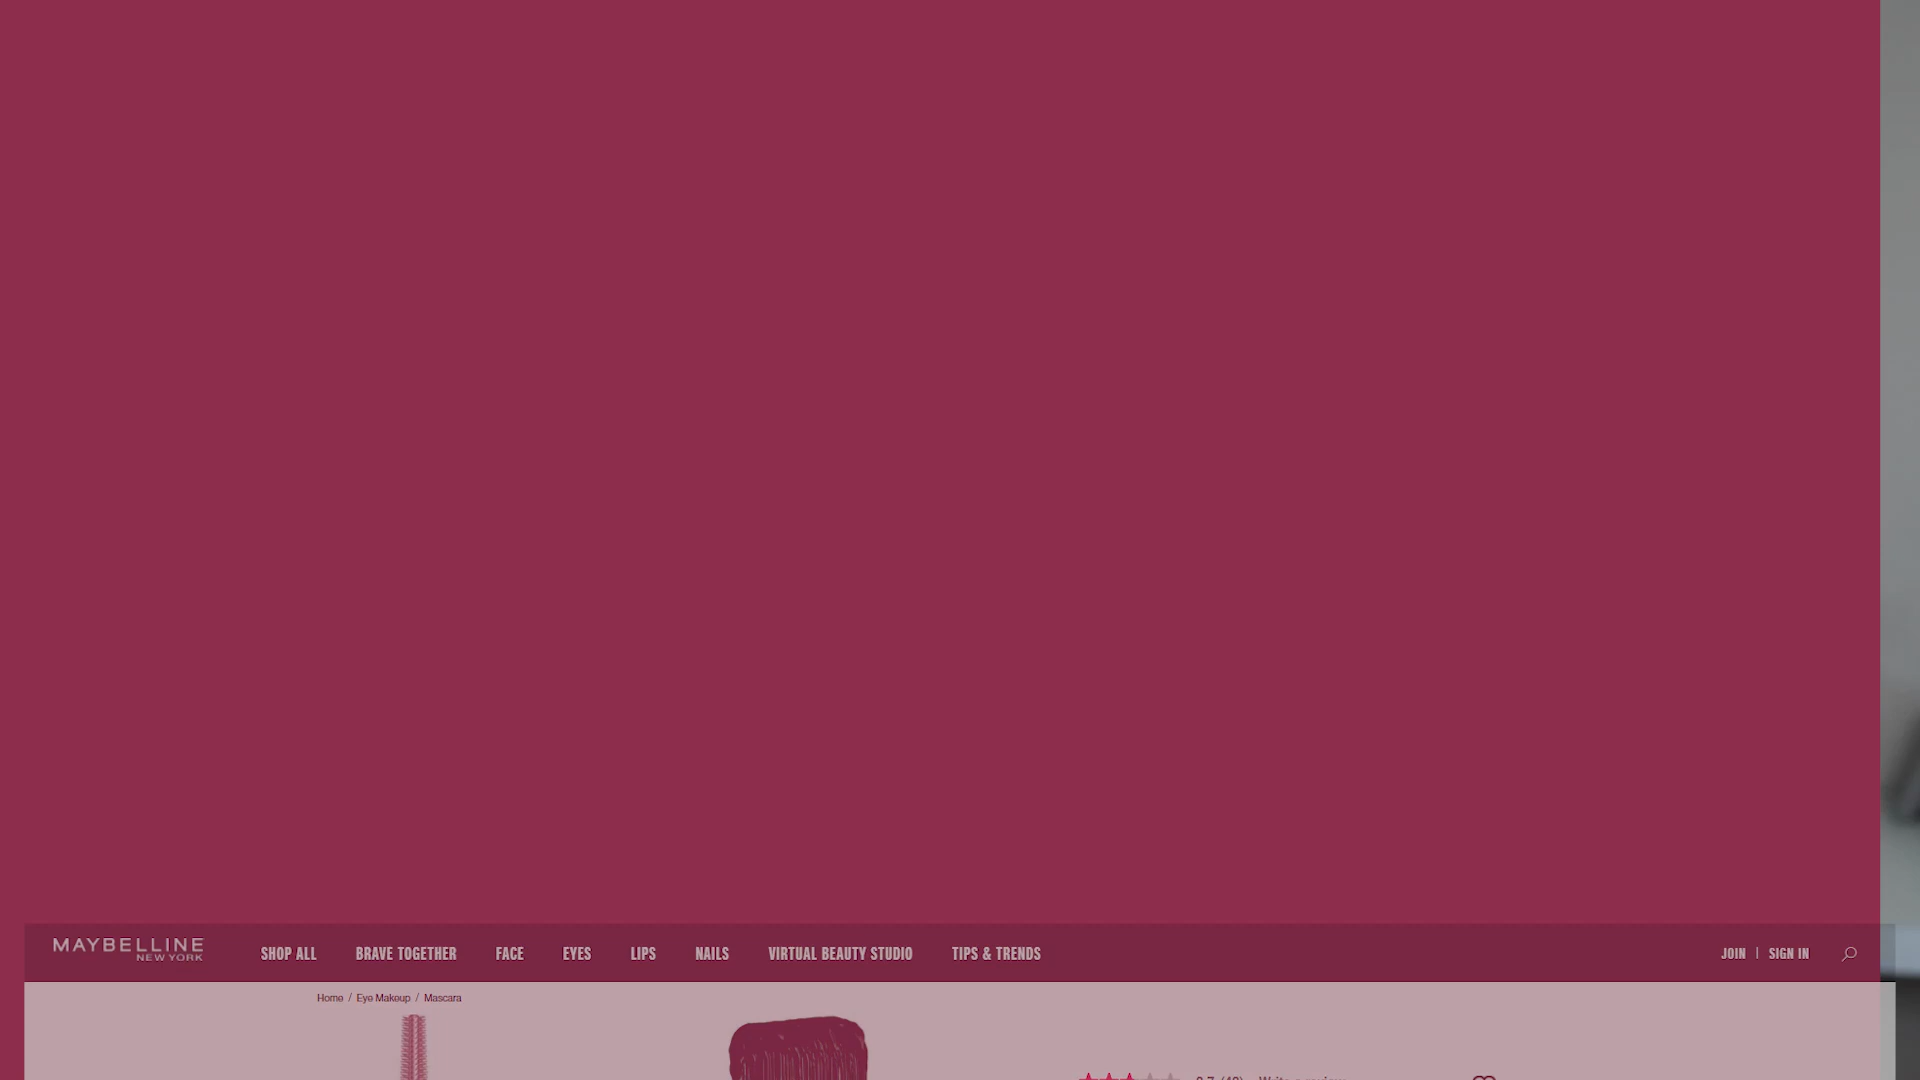 MAYBELLINE
NEW YORK
SHOP ALL BRAVE TOGETHER FACE EYES LIPS NAILS VIRTUAL BEAUTY STUDIO TIPS & TRENDS JOIN | SIGN IN
Home / Eye Makeup / Mascara